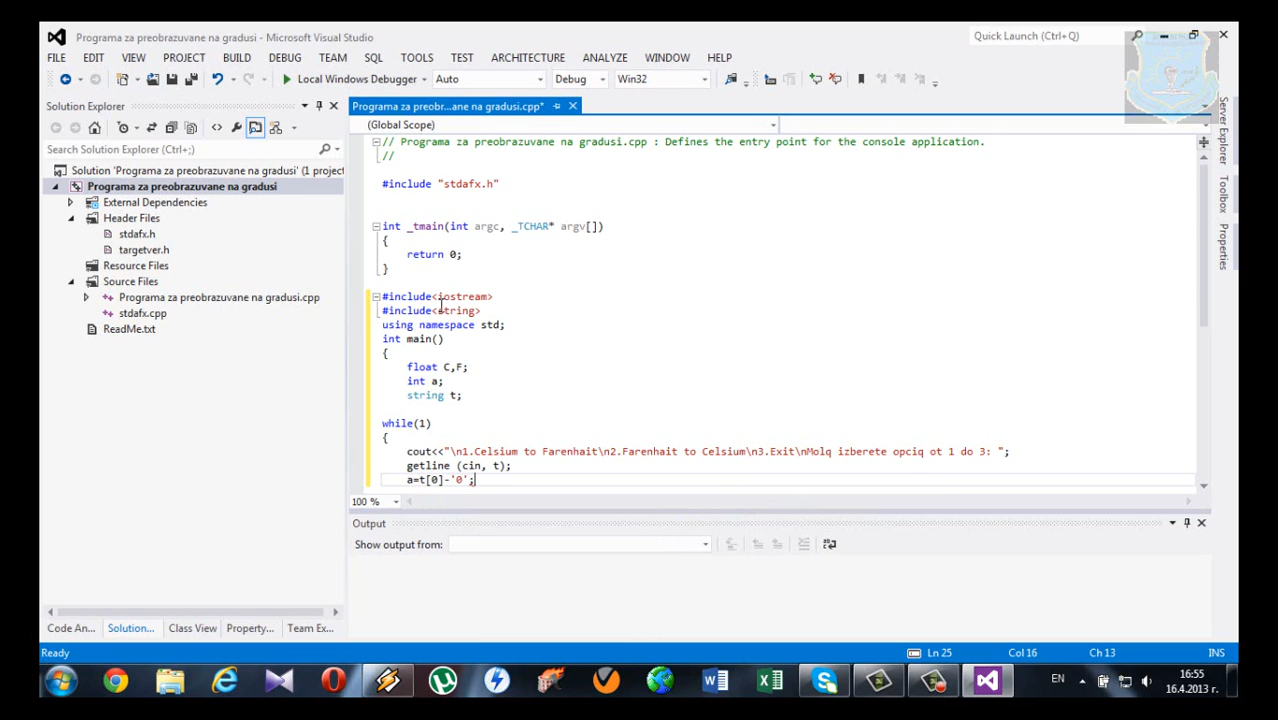 Programa za preobrazuvane na gradusi - Microsoft Visual Studio
Quick Launch (Ctrl+Q)
FILE EDIT VIEW PROJECT BUILD DEBUG TEAM SQL TOOLS TEST ARCHITECTURE ANALYZE WINDOW HELP
Local Windows Debugger Auto Debug Win32
Solution Explorer
Search Solution Explorer (Ctrl+;)
Solution 'Programa za preobrazuvane na gradusi' (1 project
Programa za preobrazuvane na gradusi
External Dependencies
Header Files
stdafx.h
targetver.h
Resource Files
Source Files
Programa za preobrazuvane na gradusi.cpp
stdafx.cpp
ReadMe.txt
Code An... Solution... Class View Property... Team Ex...
Programa za preobr...ane na gradusi.cpp*
(Global Scope)
// Programa za preobrazuvane na gradusi.cpp : Defines the entry point for the console application.
//
#include "stdafx.h"
int _tmain(int argc, _TCHAR* argv[])
{
return 0;
}
#include<iostream>
#include<string>
using namespace std;
int main()
{
float C,F;
int a;
string t;
while(1)
{
cout<<"\n1.Celsium to Farenhait\n2.Farenhait to Celsium\n3.Exit\nMolq izberete opciq ot 1 do 3: ";
getline (cin, t);
a=t[0]-'0';
100 %
Output
Show output from:
Server Explorer
Toolbox
Properties
Ready Ln 25 Col 16 Ch 13 INS
EN
16:55
16.4.2013 г.